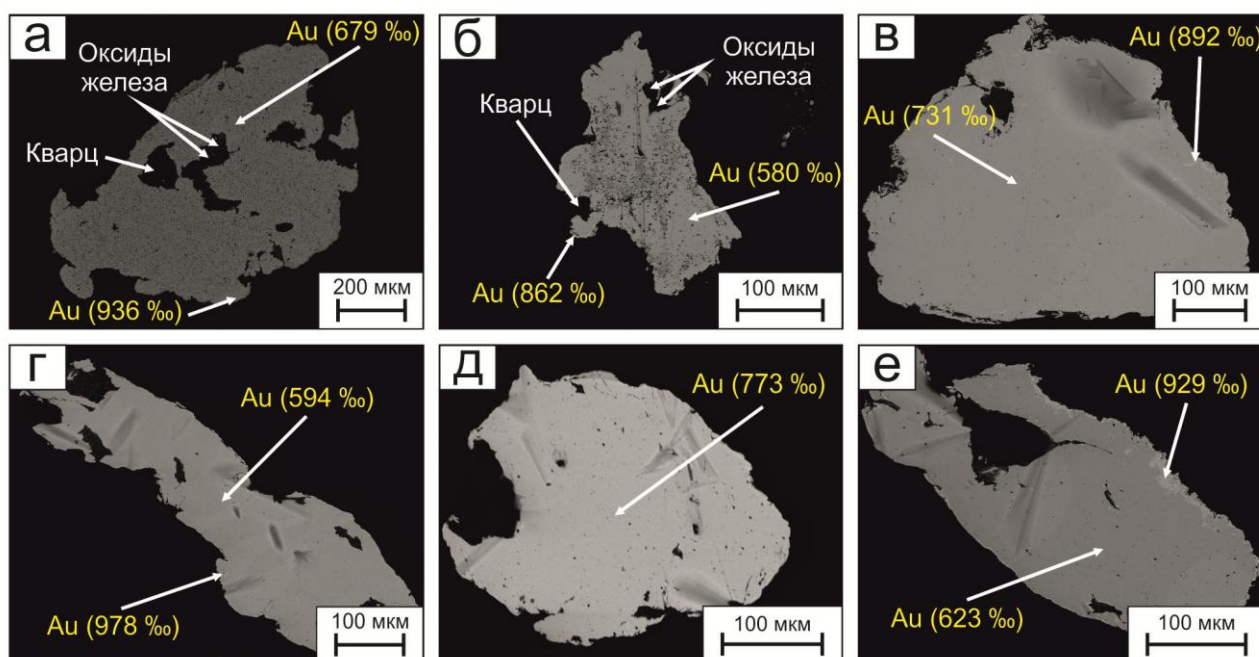 а
Au (679 ‰)
Оксиды
железа
Кварц
Au (936 ‰)
200 мкм
б
Оксиды
железа
Кварц
Au (580 ‰)
Au (862 ‰)
100 мкм
в
Au (892 ‰)
Au (731 ‰)
100 мкм
г
Au (594 ‰)
Au (978 ‰)
100 мкм
д
Au (773 ‰)
100 мкм
е
Au (929 ‰)
Au (623 ‰)
100 мкм